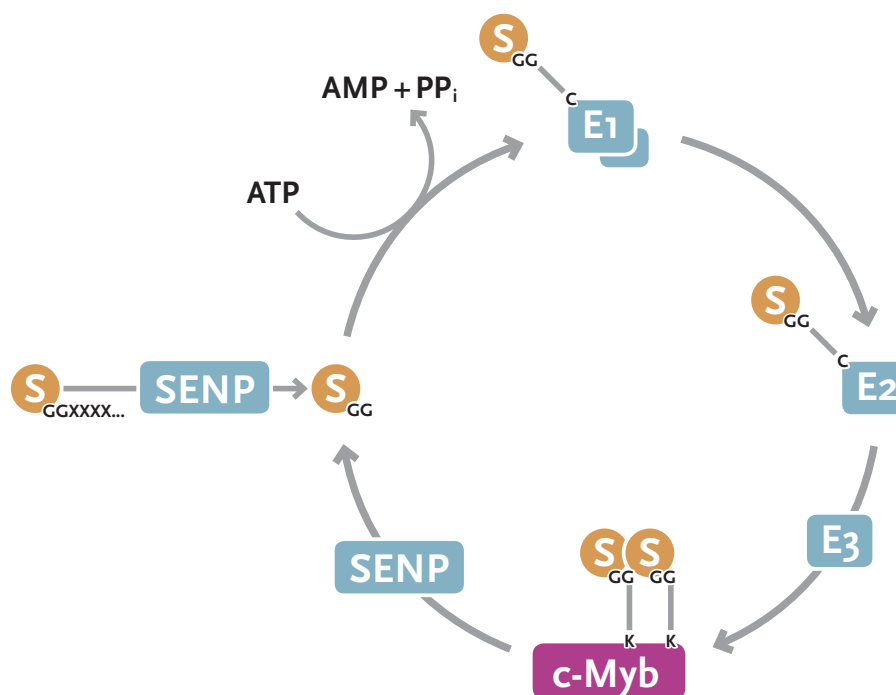 S
GG
AMP + PPi
C
E1
ATP
S
GG
C
E2
S
GGXXXX...
SENP
S
GG
E3
S S
GG GG
SENP
K K
c-Myb